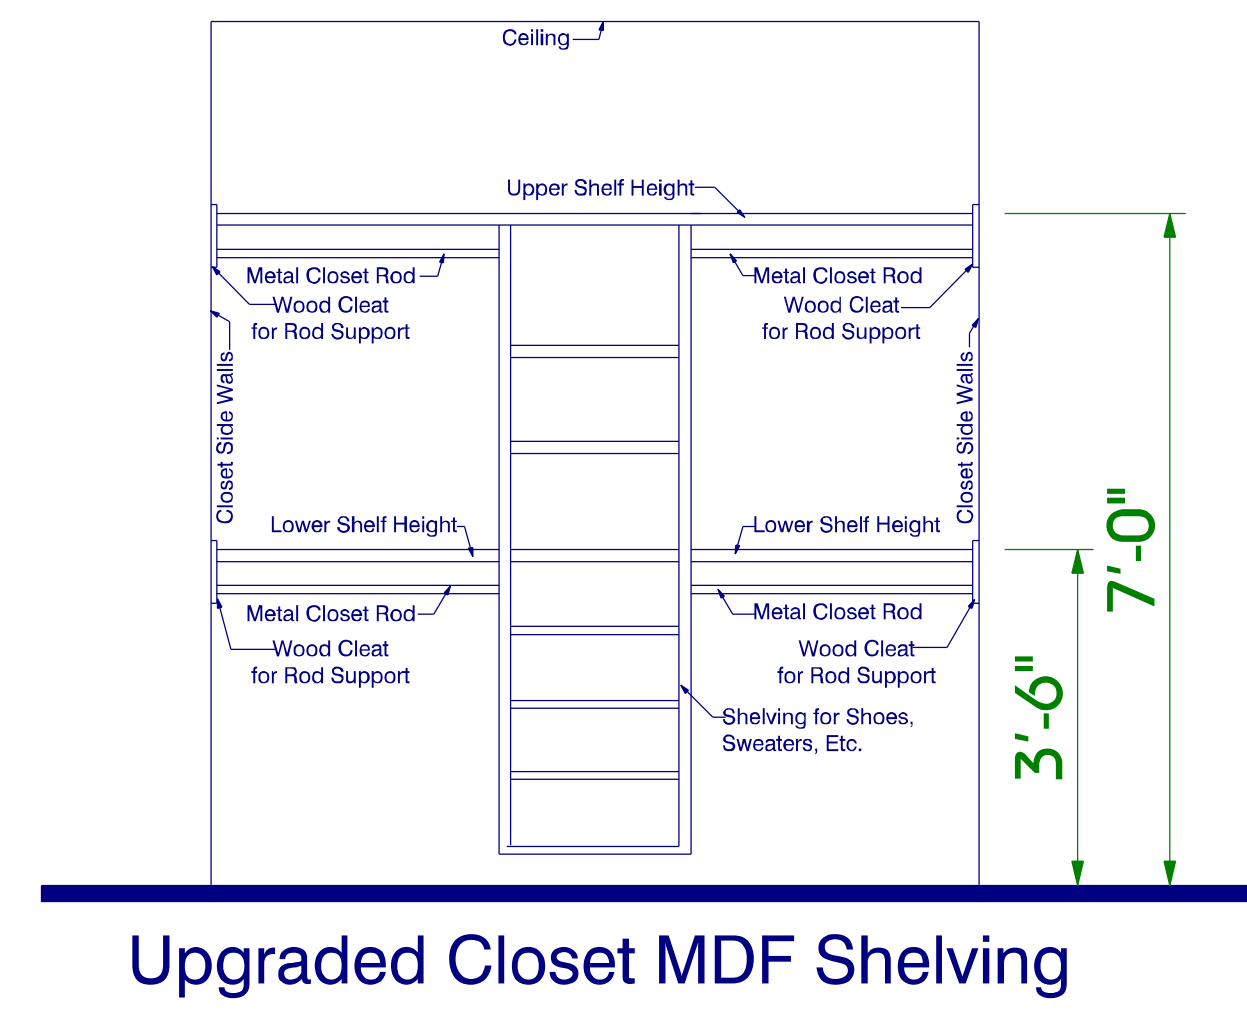 Ceiling
Upper Shelf Height
Metal Closet Rod
Wood Cleat
for Rod Support
Metal Closet Rod
Wood Cleat
for Rod Support
Closet Side Walls
Closet Side Walls
Lower Shelf Height
Lower Shelf Height
Metal Closet Rod
Wood Cleat
for Rod Support
Metal Closet Rod
Wood Cleat
for Rod Support
Shelving for Shoes,
Sweaters, Etc.
3'-6"
7'-0"
Upgraded Closet MDF Shelving